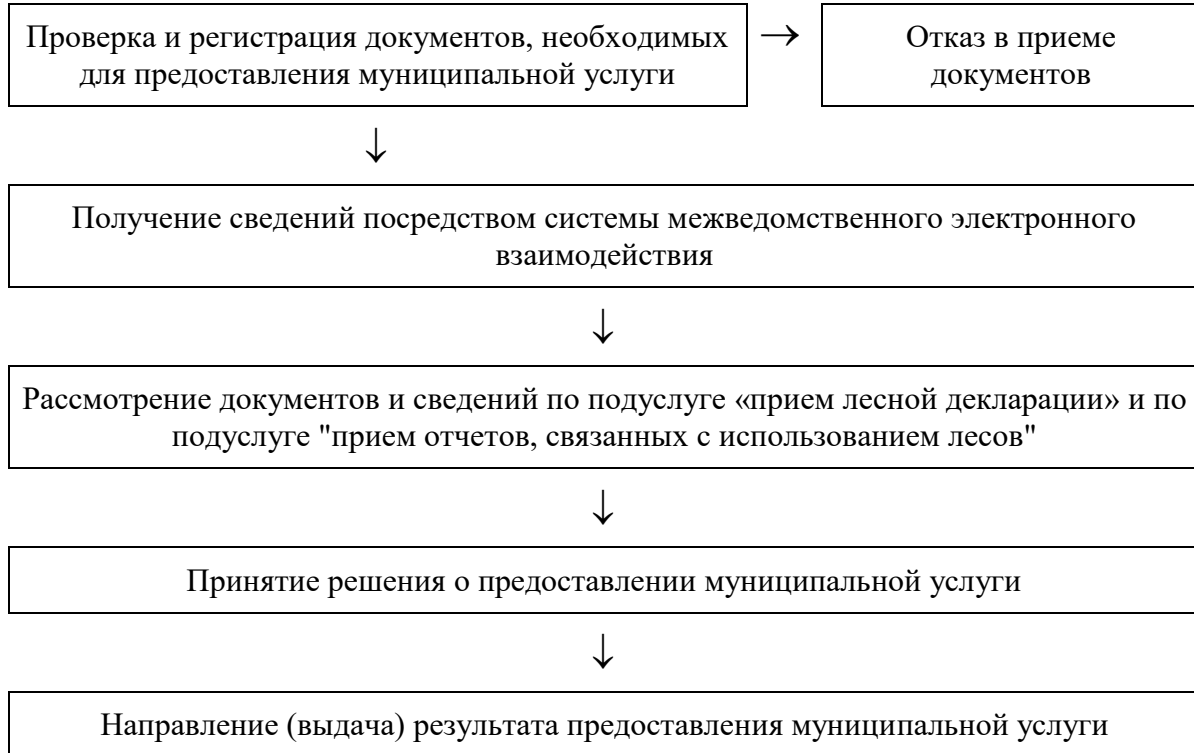 Проверка и регистрация документов, необходимых
для предоставления муниципальной услуги
→
Отказ в приеме
документов
↓
Получение сведений посредством системы межведомственного электронного
взаимодействия
↓
Рассмотрение документов и сведений по подуслуге «прием лесной декларации» и по
подуслуге "прием отчетов, связанных с использованием лесов"
↓
Принятие решения о предоставлении муниципальной услуги
↓
Направление (выдача) результата предоставления муниципальной услуги